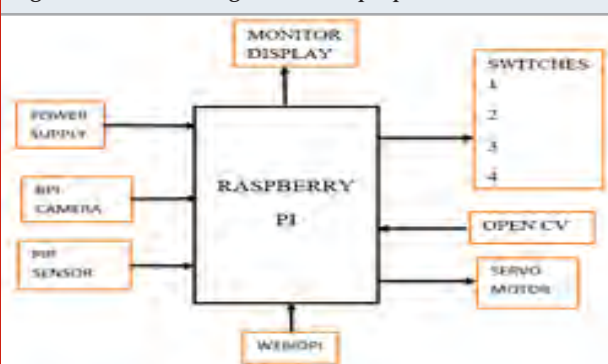 MONITOR
DISPLAY
SWITCHES
1
2
3
4
POWER
SUPPLY
RPI
CAMERA
RASPBERRY
PI
OPEN CV
PIR
SENSOR
SERVO
MOTOR
WEBIOPI